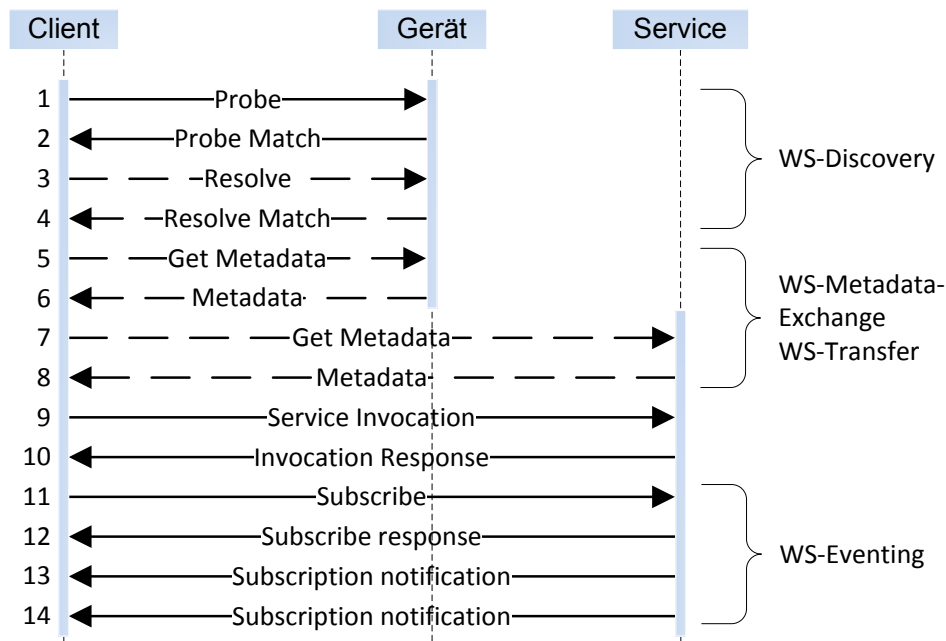 Client Gerät Service
1 Probe
2 Probe Match
3 Resolve
4 Resolve Match
WS-Discovery
5 Get Metadata
6 Metadata
7 Get Metadata
8 Metadata
WS-Metadata-
Exchange
WS-Transfer
9 Service Invocation
10 Invocation Response
11 Subscribe
12 Subscribe response
13 Subscription notification
14 Subscription notification
WS-Eventing